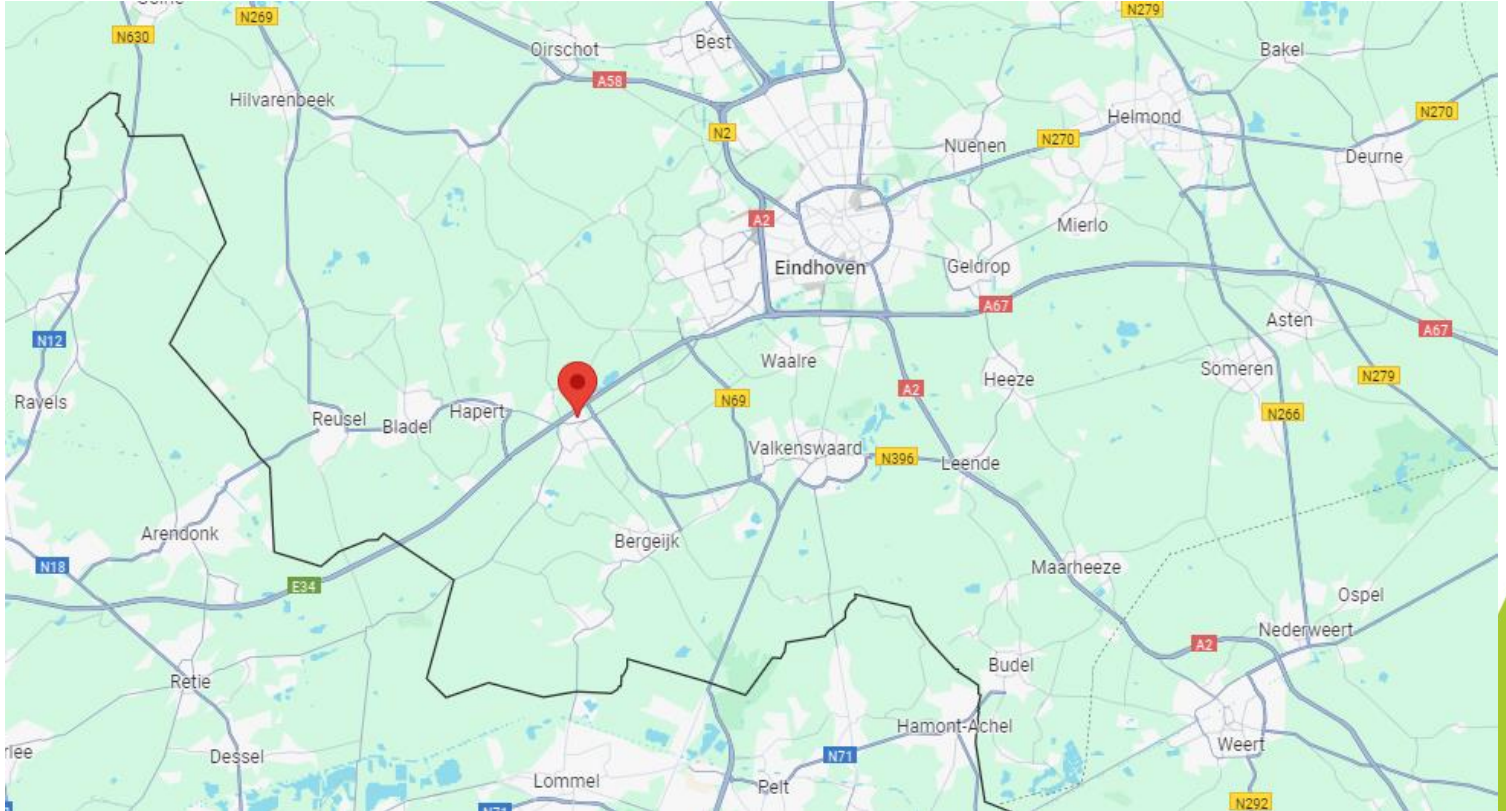 N269
N279
N630
Best
Oirschot
Bakel
A58
Hilvarenbeek
N270
Helmond
N2
N270
Nuenen
Deurne
A2
Mierlo
Eindhoven
Geldrop
A67
Asten
A67
N12
Waalre
Someren
N279
Heeze
A2
Ravels
N69
Hapert
Reusel
Bladel
N266
Valkenswaard
N396
Leende
Arendonk
Bergeijk
N18
Maarheeze
E34
Ospel
Nederweert
A2
Budel
Retie
Hamont-Achel
Weert
Dessel
N71
Lommel
Pelt
N292